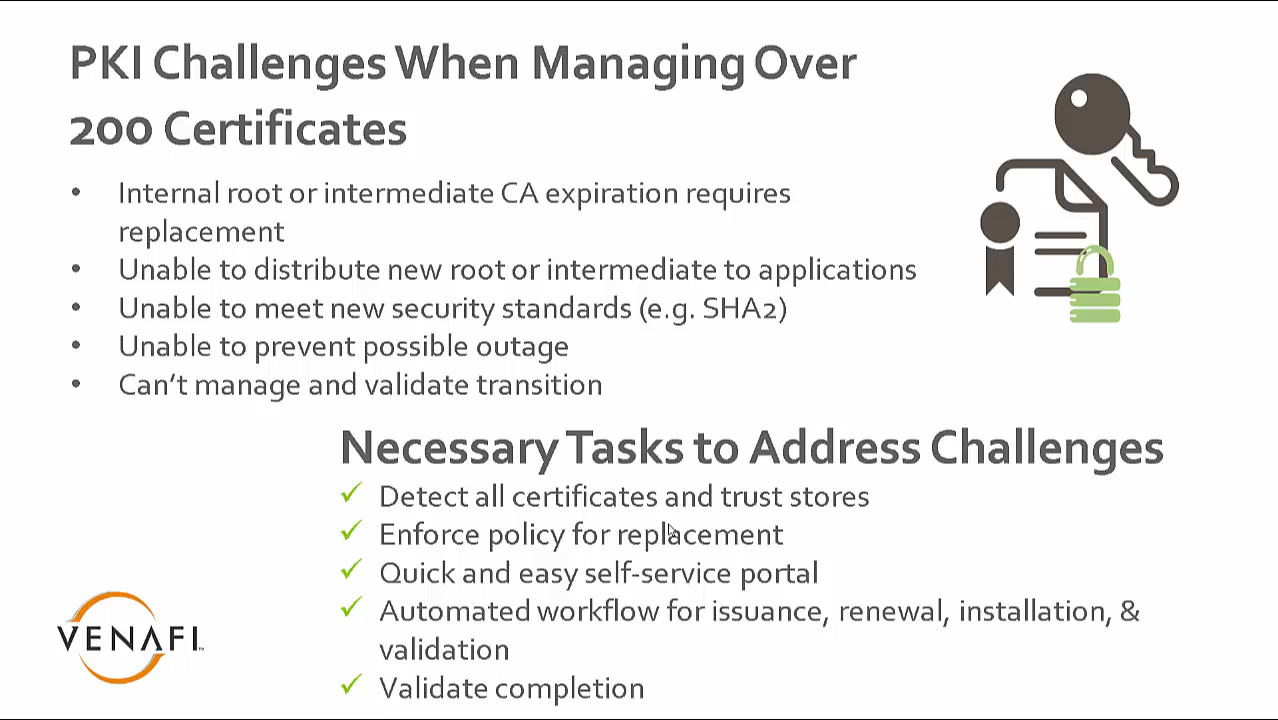 PKI Challenges When Managing Over
200 Certificates
• Internal root or intermediate CA expiration requires
replacement
• Unable to distribute new root or intermediate to applications
• Unable to meet new security standards (e.g. SHA2)
• Unable to prevent possible outage
• Can’t manage and validate transition
Necessary Tasks to Address Challenges
✓ Detect all certificates and trust stores
✓ Enforce policy for replacement
✓ Quick and easy self-service portal
✓ Automated workflow for issuance, renewal, installation, &
validation
✓ Validate completion
VENAFI™